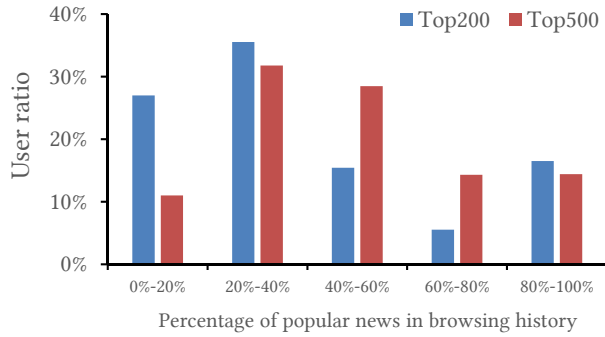 Top200 Top500
40%
30%
20%
10%
0%
User ratio
0%-20% 20%-40% 40%-60% 60%-80% 80%-100%
Percentage of popular news in browsing history